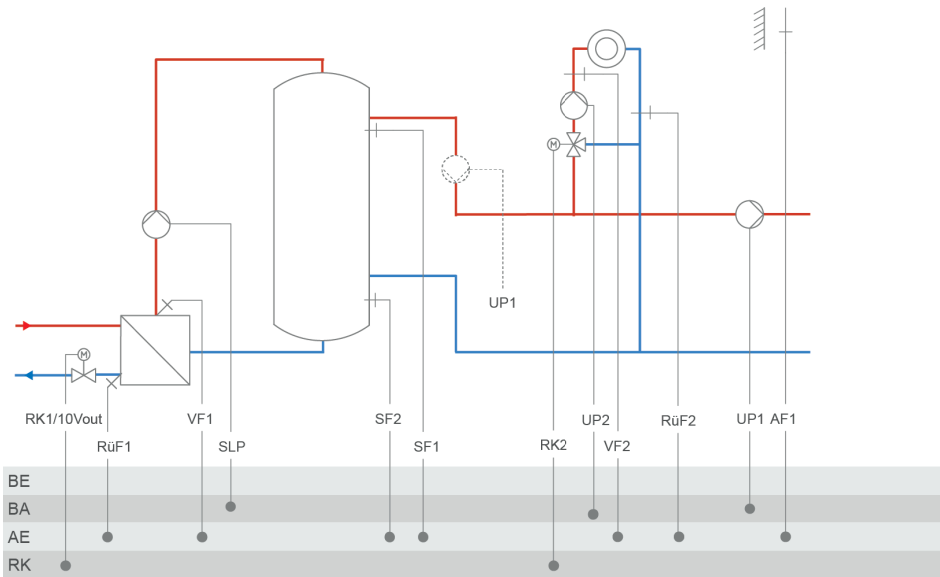 M
UP1
M
RK1/10Vout
VF1
SF2
UP2
RüF2
UP1
AF1
RüF1
SLP
SF1
RK2
VF2
BE
BA
AE
RK